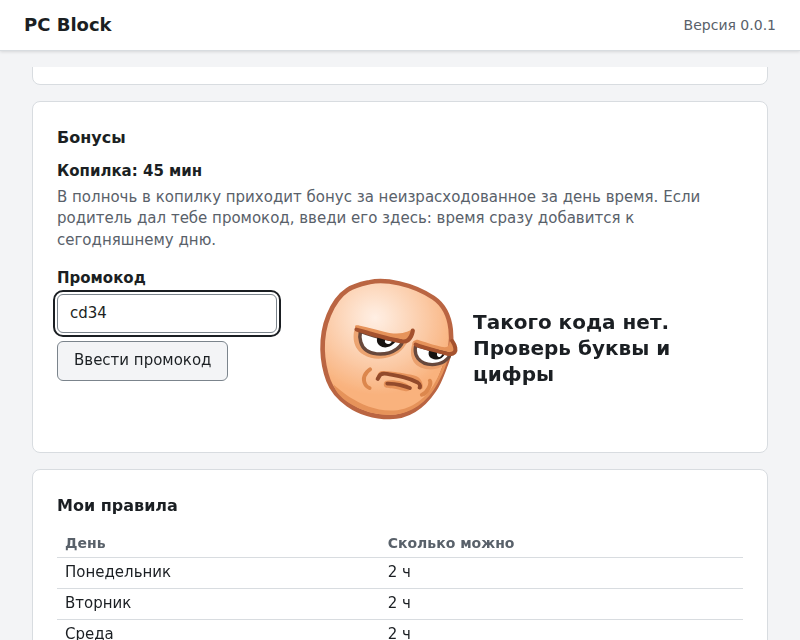 PC Block
Версия 0.0.1
Бонусы
Копилка: 45 мин
В полночь в копилку приходит бонус за неизрасходованное за день время. Если
родитель дал тебе промокод, введи его здесь: время сразу добавится к
сегодняшнему дню.
Промокод
cd34
Ввести промокод
Такого кода нет.
Проверь буквы и
цифры
Мои правила
День Сколько можно
Понедельник 2 ч
Вторник 2 ч
Среда 2 ч